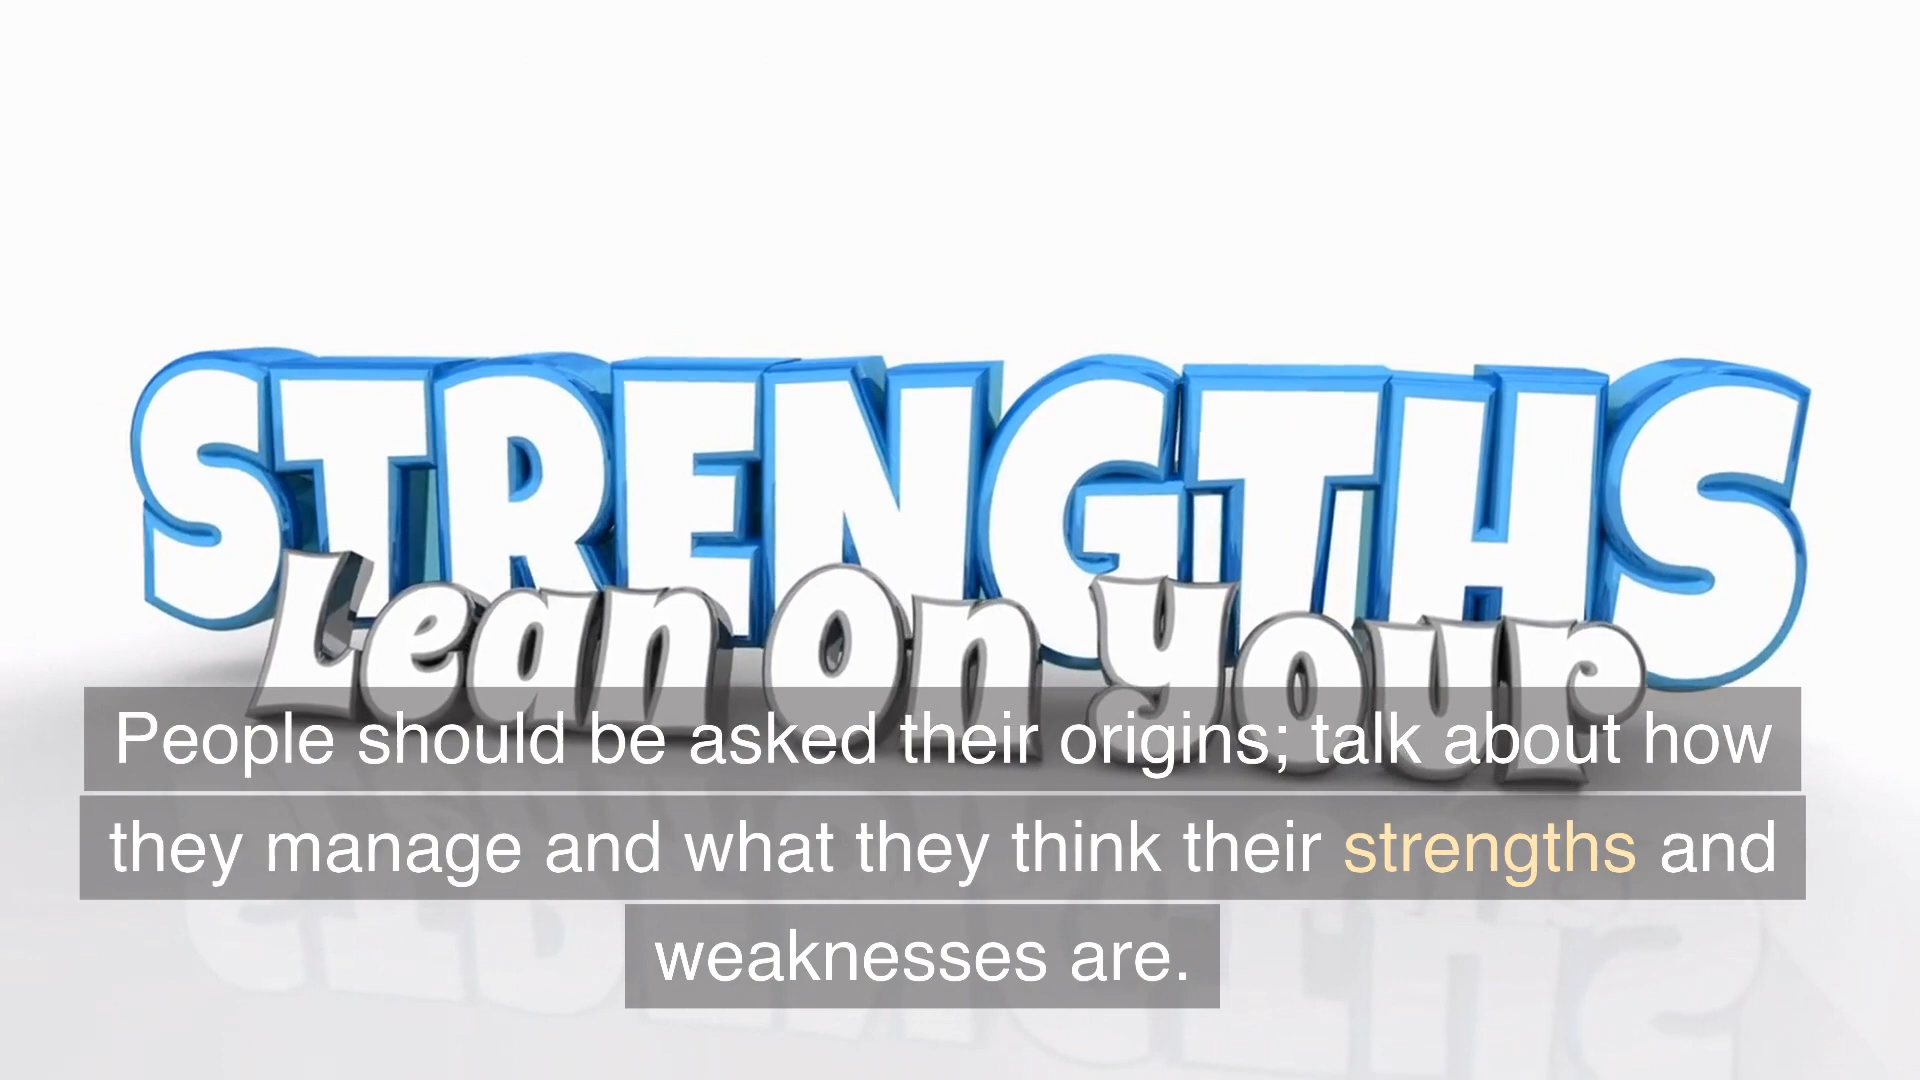 STRENGTHS
Lean On Your
People should be asked their origins; talk about how
they manage and what they think their strengths and
weaknesses are.